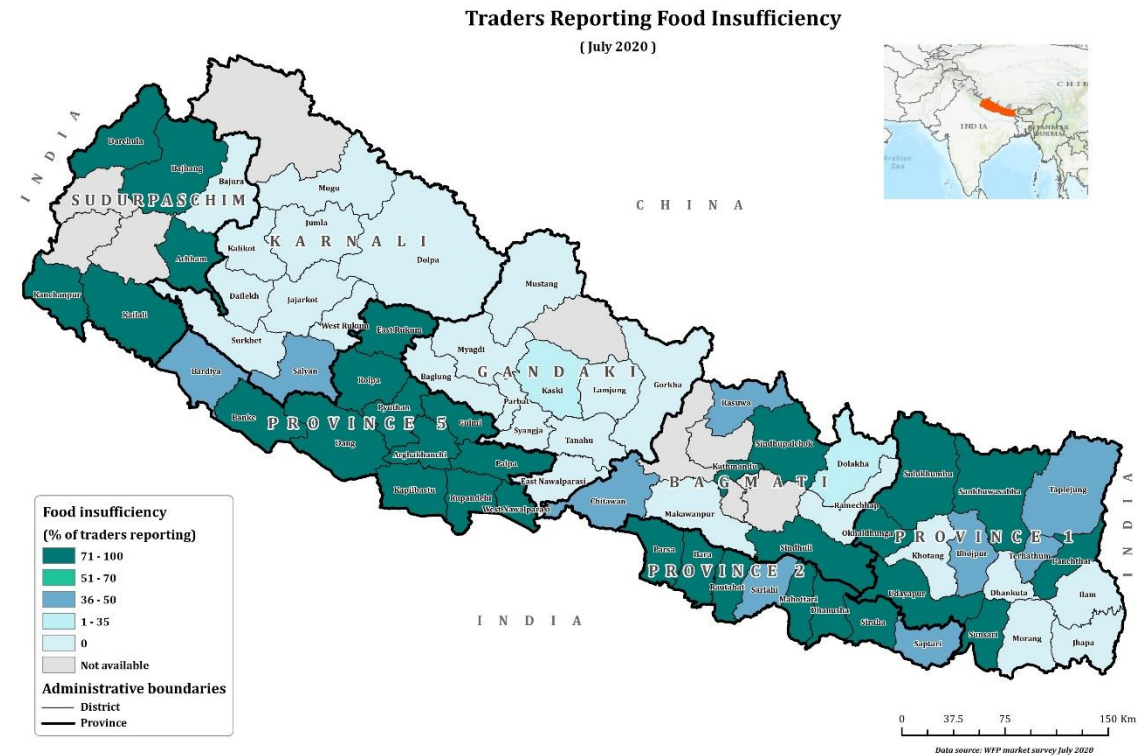 Traders Reporting Food Insufficiency
( July 2020 )
INDIA
CHINA
INDIA
INDIA
CHIN
INDIA
MYANMAR
BURMA
Arabian
Sea
SUDURPASCHIM
Darchula
Bajhang
Bajura
Achham
Kanchanpur
Kailali
KARNALI
Mugu
Jumla
Kalikot
Dolpa
Dailekh
Jajarkot
West Rukum
Surkhet
Salyan
PROVINCE 5
East Rukum
Bardiya
Rolpa
Banke
Pyuthan
Gulmi
Dang
Arghakhanchi
Palpa
Kapilbastu
Rupandehi
West Nawalparasi
GANDAKI
Mustang
Myagdi
Baglung
Kaski
Lamjung
Gorkha
Parbat
Syangja
Tanahu
East Nawalparasi
BAGMATI
Rasuwa
Sindhupalchok
Kathmandu
Dolakha
Chitawan
Makawanpur
Ramechhap
Sindhuli
PROVINCE 2
Parsa
Bara
Rautahat
Sarlahi
Mahottari
Dhanusha
Siraha
Saptari
PROVINCE 1
Solukhumbu
Sankhuwasabha
Taplejung
Okhaldhunga
Khotang
Bhojpur
Terhathum
Panchthar
Dhankuta
Udayapur
Ilam
Sunsari
Morang
Jhapa
Food insufficiency
(% of traders reporting)
71 - 100
51 - 70
36 - 50
1 - 35
0
Not available
Administrative boundaries
District
Province
0 37.5 75 150 Km
Data source: WFP market survey July 2020